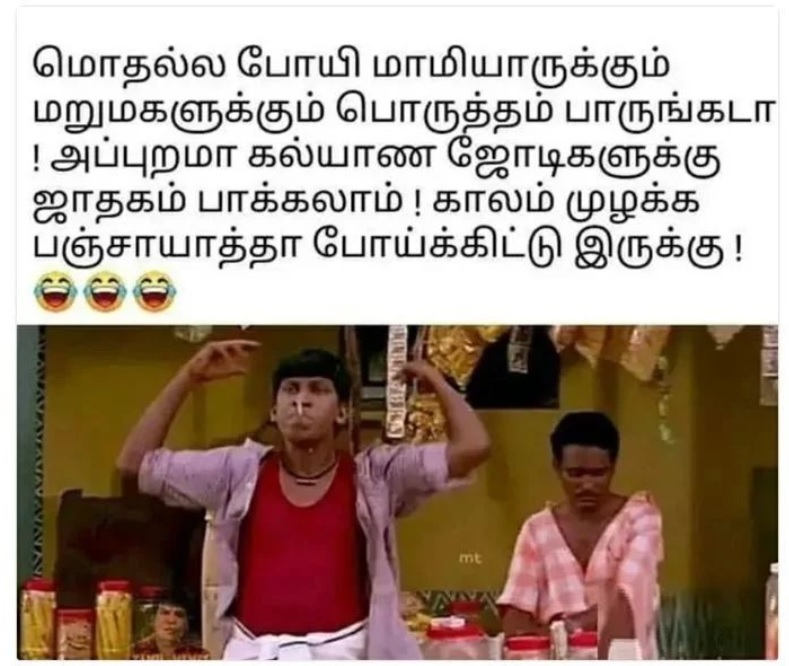 மொதல்ல போயி மாமியாருக்கும்
மறுமகளுக்கும் பொருத்தம் பாருங்கடா
! அப்புறமா கல்யாண ஜோடிகளுக்கு
ஜாதகம் பாக்கலாம் ! காலம் முழக்க
பஞ்சாயாத்தா போய்க்கிட்டு இருக்கு !
😂😂😂
mt